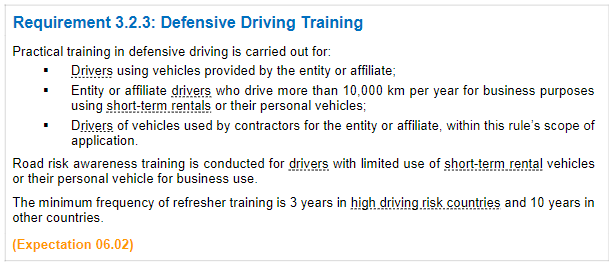 Requirement 3.2.3: Defensive Driving Training
Practical training in defensive driving is carried out for:
▪ Drivers using vehicles provided by the entity or affiliate;
▪ Entity or affiliate drivers who drive more than 10,000 km per year for business purposes
using short-term rentals or their personal vehicles;
▪ Drivers of vehicles used by contractors for the entity or affiliate, within this rule's scope of
application.
Road risk awareness training is conducted for drivers with limited use of short-term rental vehicles
or their personal vehicle for business use.
The minimum frequency of refresher training is 3 years in high driving risk countries and 10 years in
other countries.
(Expectation 06.02)